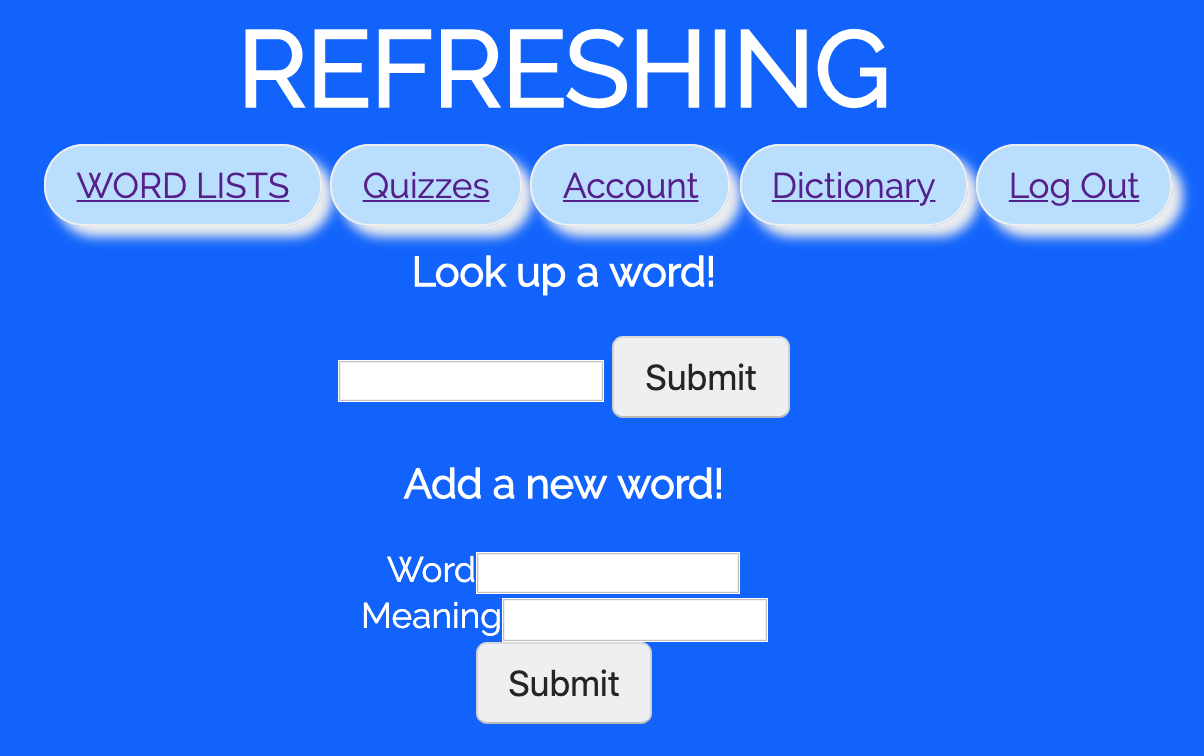 REFRESHING
WORD LISTS Quizzes Account Dictionary Log Out
Look up a word!
Submit
Add a new word!
Word
Meaning
Submit